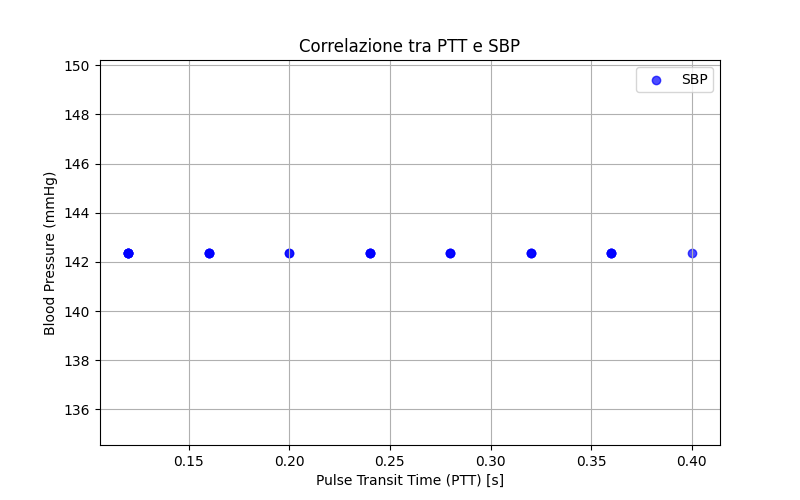 Correlazione tra PTT e SBP
SBP
Blood Pressure (mmHg)
150
148
146
144
142
140
138
136
0.15 0.20 0.25 0.30 0.35 0.40
Pulse Transit Time (PTT) [s]